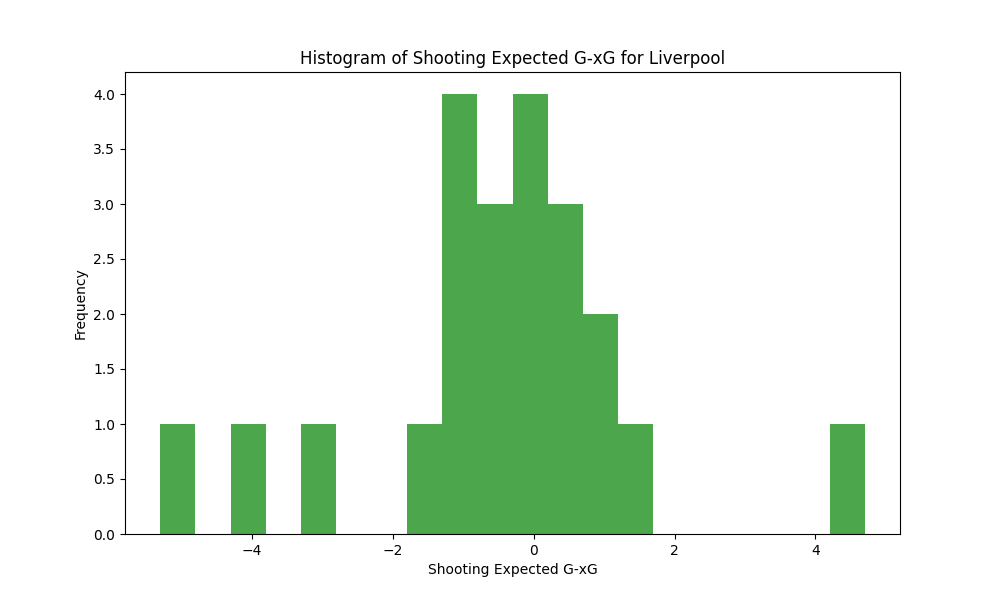 Histogram of Shooting Expected G-xG for Liverpool
4.0
3.5
3.0
2.5
2.0
1.5
1.0
0.5
0.0
Frequency
−4 −2 0 2 4
Shooting Expected G-xG